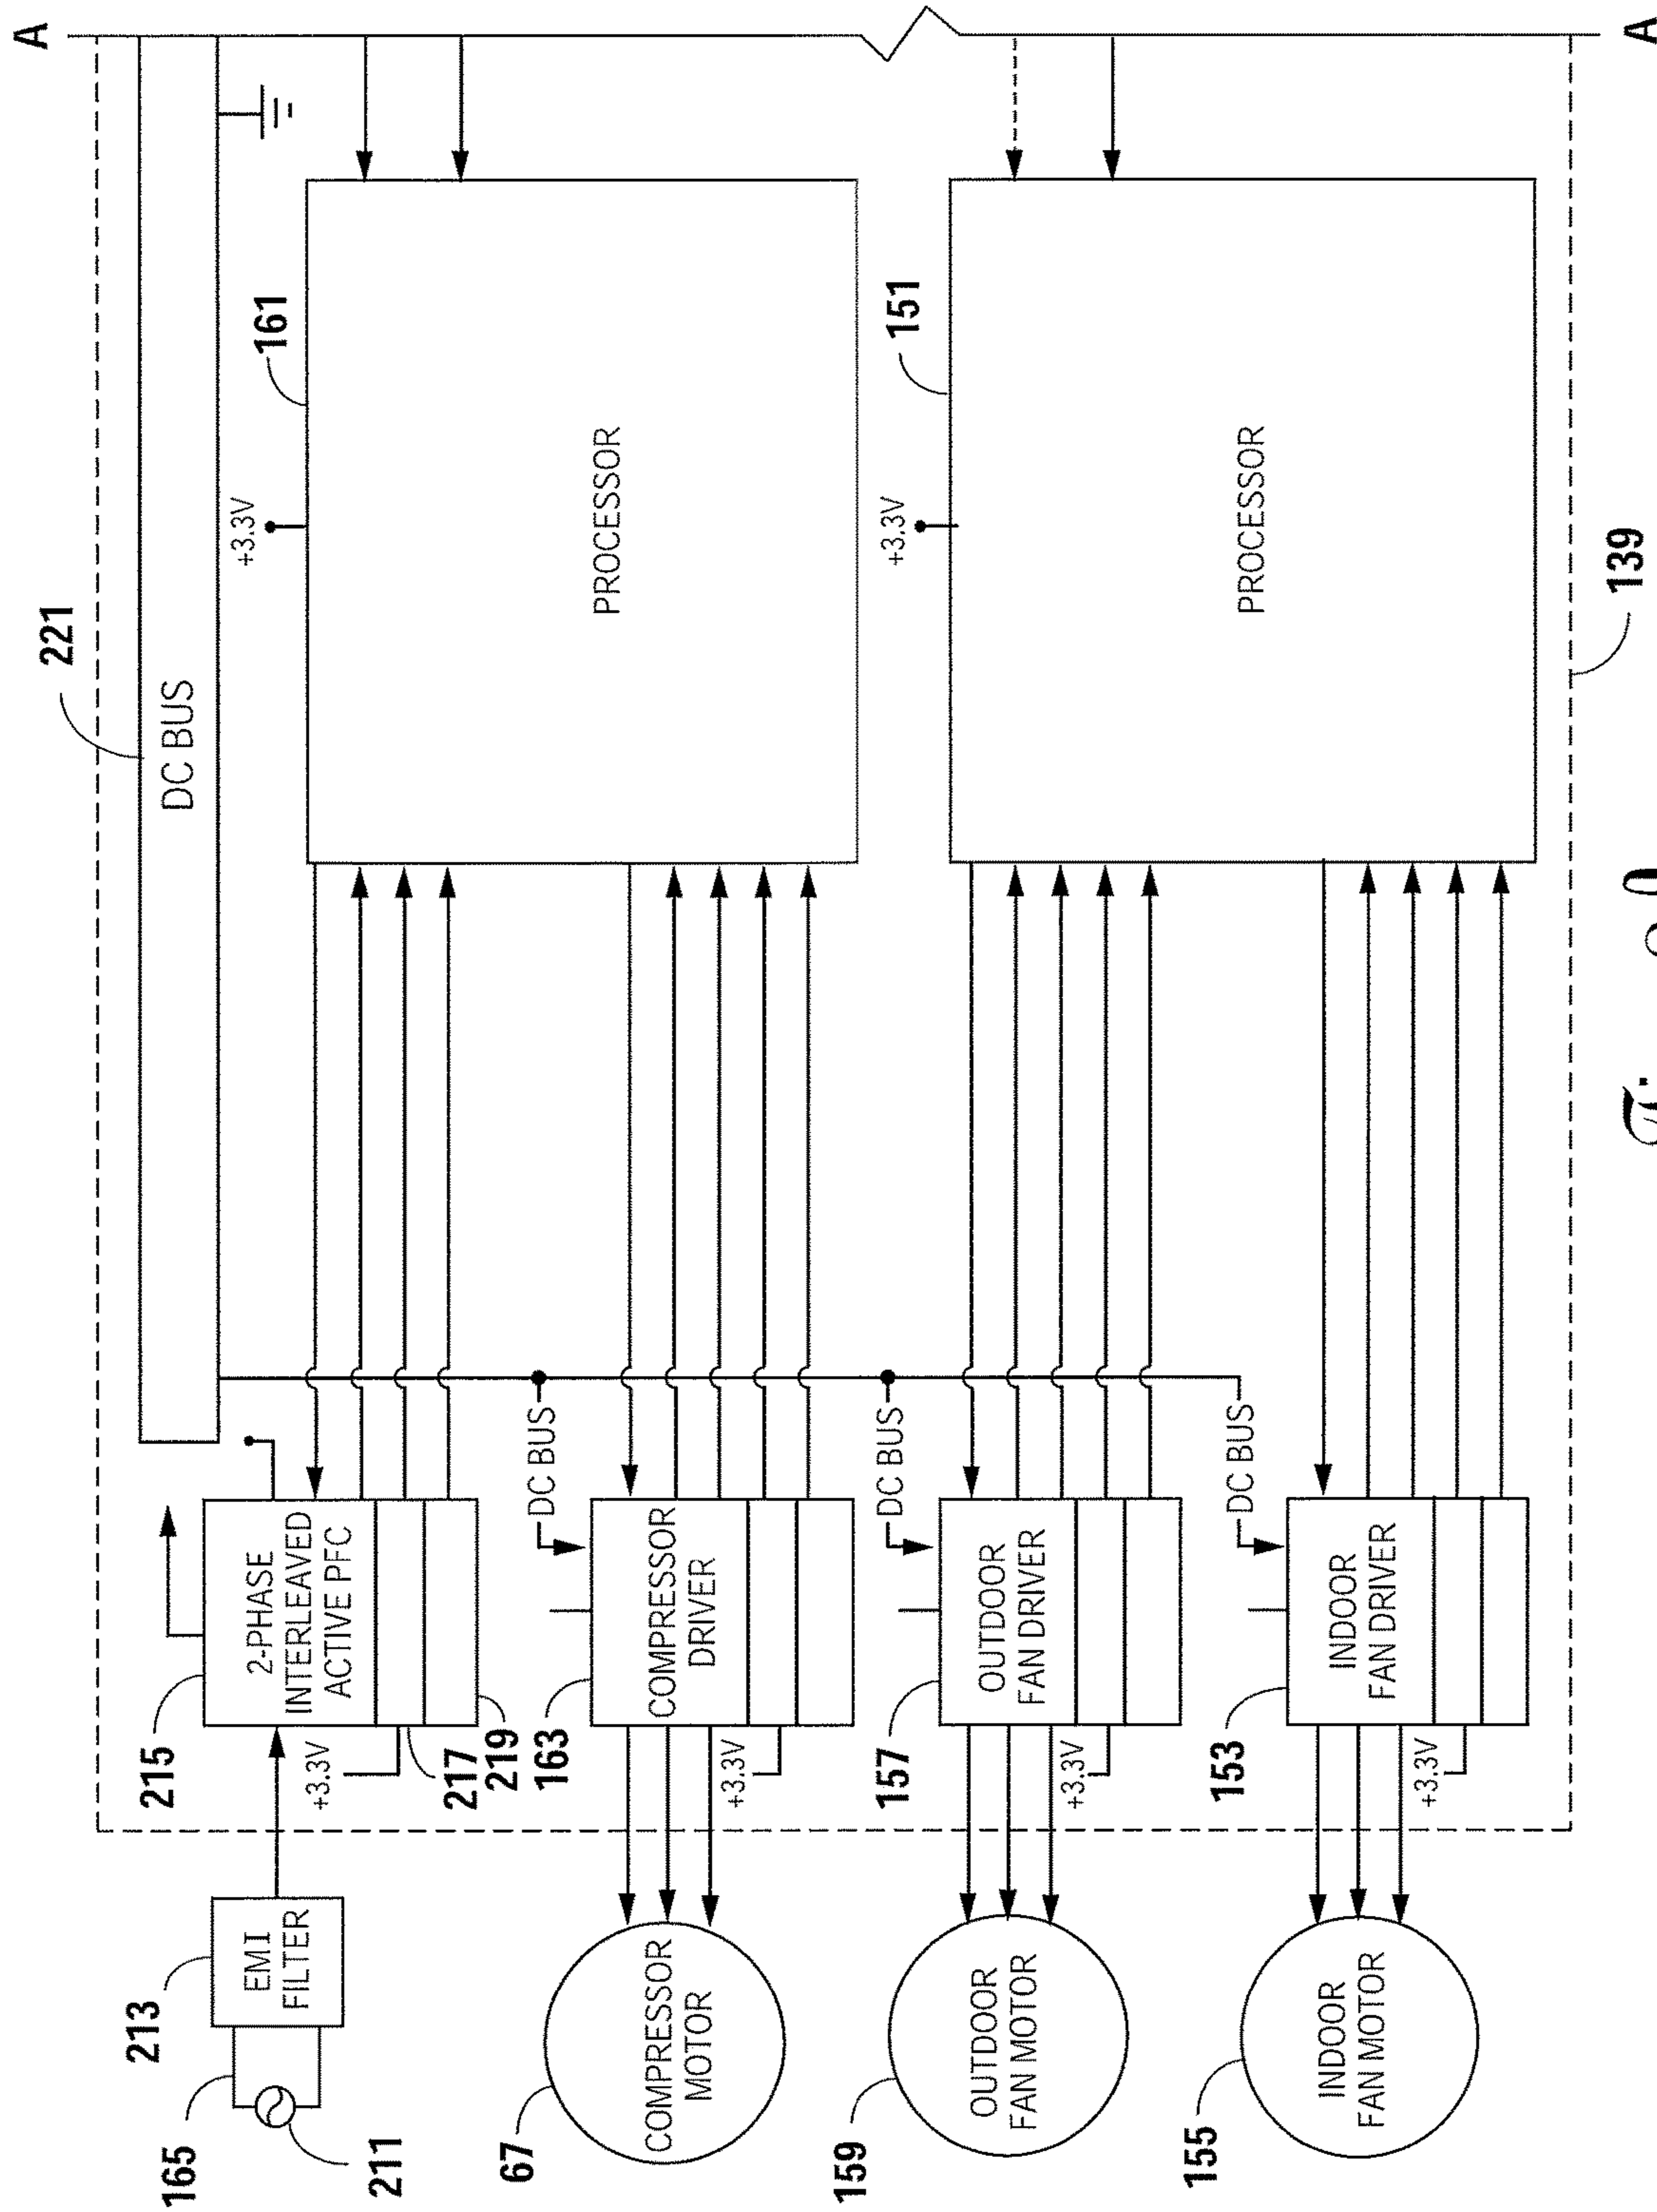 A
221
DC BUS
+3.3V
161
PROCESSOR
+3.3V
151
PROCESSOR
139
A
215
2-PHASE
INTERLEAVED
ACTIVE PFC
+3.3V
217
219
213
EMI
FILTER
165
211
DC BUS
163
COMPRESSOR
DRIVER
+3.3V
67
COMPRESSOR
MOTOR
DC BUS
157
OUTDOOR
FAN DRIVER
+3.3V
159
OUTDOOR
FAN MOTOR
DC BUS
153
INDOOR
FAN DRIVER
+3.3V
155
INDOOR
FAN MOTOR